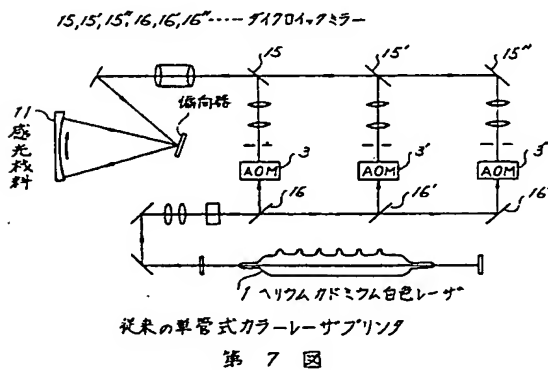 15,15',15",16,16',16"‥‥‥ダイクロイックミラー
15
15'
15"
11
感光材料
偏向器
AOM
3
AOM
3'
AOM
3"
16
16'
16"
1 ヘリウムカドミウム白色レーザ
従来の単管式カラーレーザプリンタ
第 7 図